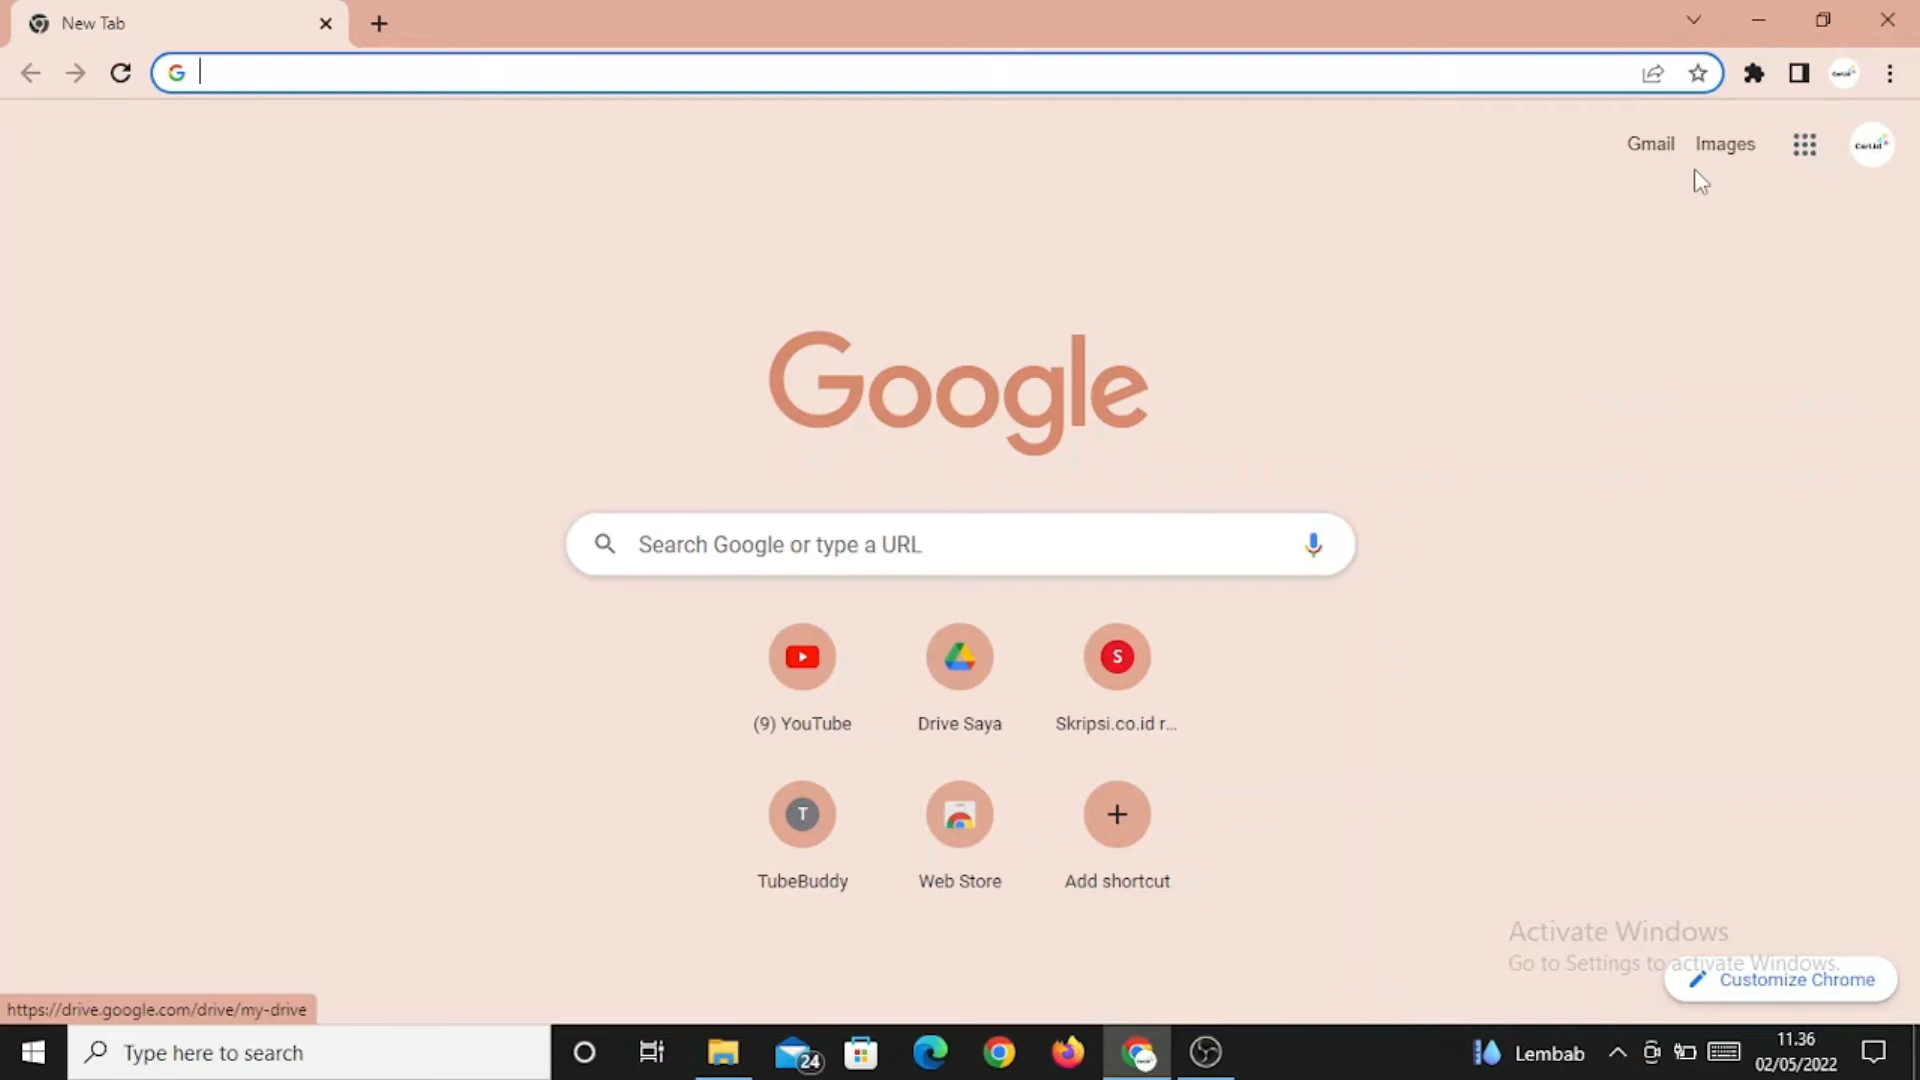 New Tab
Gmail Images
Google
Search Google or type a URL
(9) YouTube
Drive Saya
Skripsi.co.id r...
S
T
TubeBuddy
Web Store
Add shortcut
Activate Windows
Go to Settings to activate Windows.
Customize Chrome
https://drive.google.com/drive/my-drive
Type here to search
24
Lembab
11.36
02/05/2022